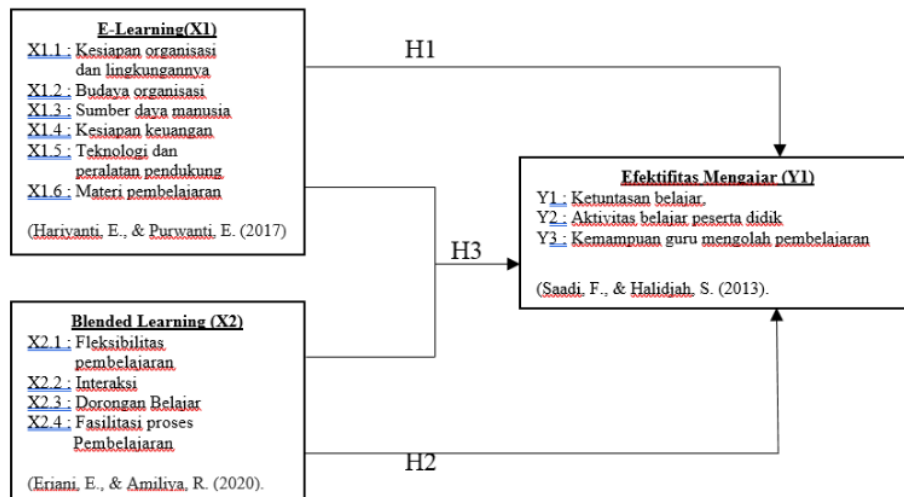 E-Learning(X1)
X1.1 : Kesiapan organisasi
dan lingkungannya
X1.2 : Budaya organisasi
X1.3 : Sumber daya manusia
X1.4 : Kesiapan keuangan
X1.5 : Teknologi dan
peralatan pendukung
X1.6 : Materi pembelajaran
(Hariyanti, E., & Purwanti, E. (2017)
H1
Efektifitas Mengajar (Y1)
Y1 : Ketuntasan belajar,
Y2 : Aktivitas belajar peserta didik
Y3 : Kemampuan guru mengolah pembelajaran
(Saadi, F., & Halidjah, S. (2013).
H3
Blended Learning (X2)
X2.1 : Fleksibilitas
pembelajaran
X2.2 : Interaksi
X2.3 : Dorongan Belajar
X2.4 : Fasilitasi proses
Pembelajaran
(Eriani, E., & Amiliya, R. (2020).
H2